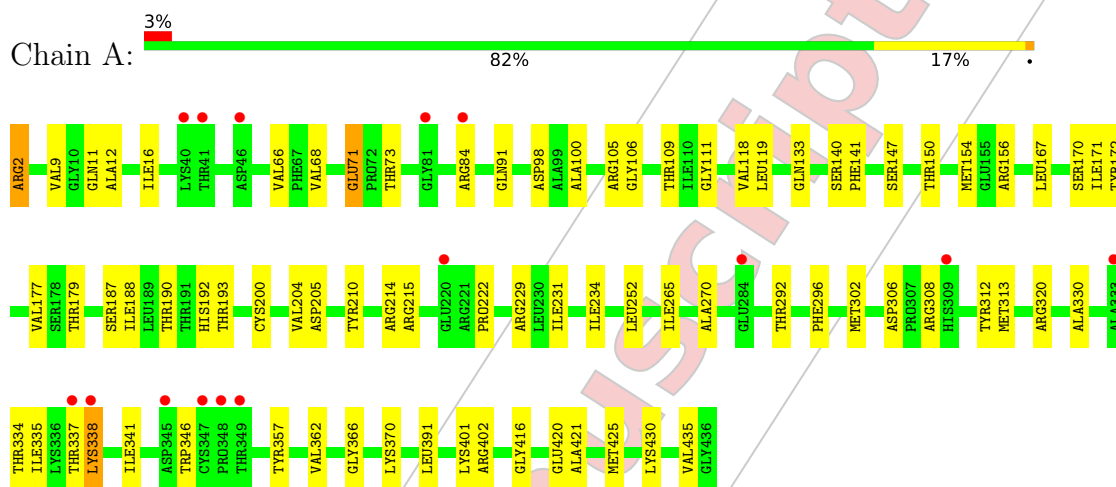 3%
Chain A:
82% 17% •
ARG2 VAL9 GLY10 GLN11 ALA12 ILE16 LYS40 THR41 ASP46 VAL66 PHE67 VAL68 GLU71 PRO72 THR73 GLY81 ARG84 GLN91 ASP98 ALA99 ALA100 ARG105 GLY106 THR109 ILE110 GLY111 VAL118 LEU119 GLN133 SER140 PHE141 SER147 THR150 MET154 GLU155 ARG156 LEU167 SER170 ILE171 TYR172
VAL177 SER178 THR179 SER187 ILE188 LEU189 THR190 THR191 HIS192 THR193 CYS200 VAL204 ASP205 TYR210 ARG214 ARG215 GLU220 ARG221 PRO222 ARG229 LEU230 ILE231 ILE234 LEU252 ILE265 ALA270 GLU284 THR292 PHE296 MET302 ASP306 PRO307 ARG308 HIS309 TYR312 MET313 ARG320 ALA330 ALA333
THR334 ILE335 LYS336 THR337 LYS338 ILE341 ASP345 TRP346 CYS347 PRO348 THR349 TYR357 VAL362 GLY366 LYS370 LEU391 LYS401 ARG402 GLY416 GLU420 ALA421 MET425 LYS430 VAL435 GLY436